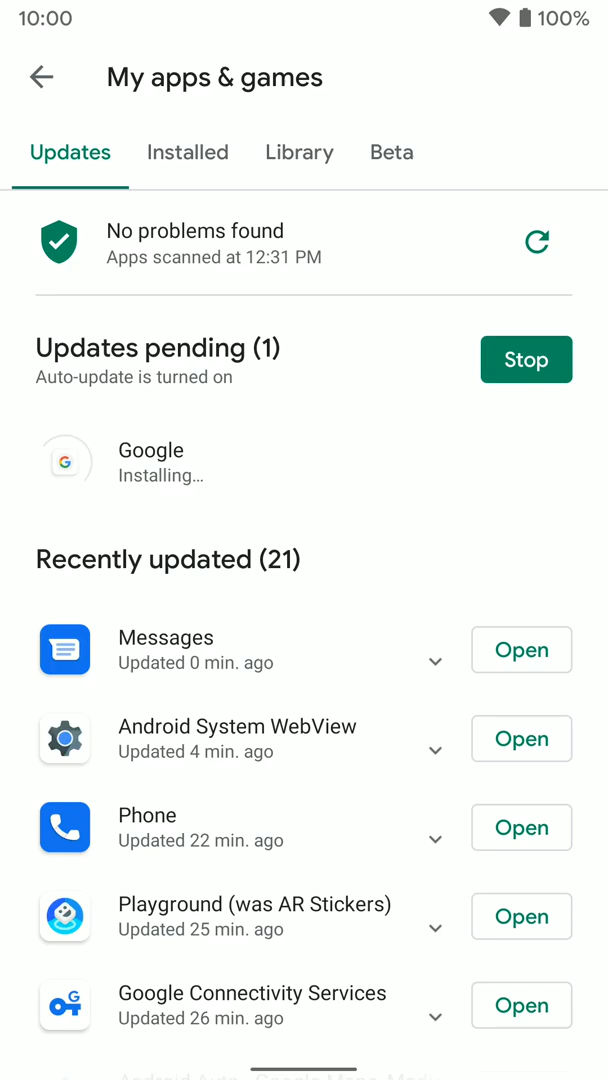 10:00
100%
My apps & games
Updates
Installed
Library
Beta
No problems found
Apps scanned at 12:31 PM
Updates pending (1)
Auto-update is turned on
Stop
Google
Installing...
Recently updated (21)
Messages
Updated 0 min. ago
Open
Android System WebView
Updated 4 min. ago
Open
Phone
Updated 22 min. ago
Open
Playground (was AR Stickers)
Updated 25 min. ago
Open
Google Connectivity Services
Updated 26 min. ago
Open